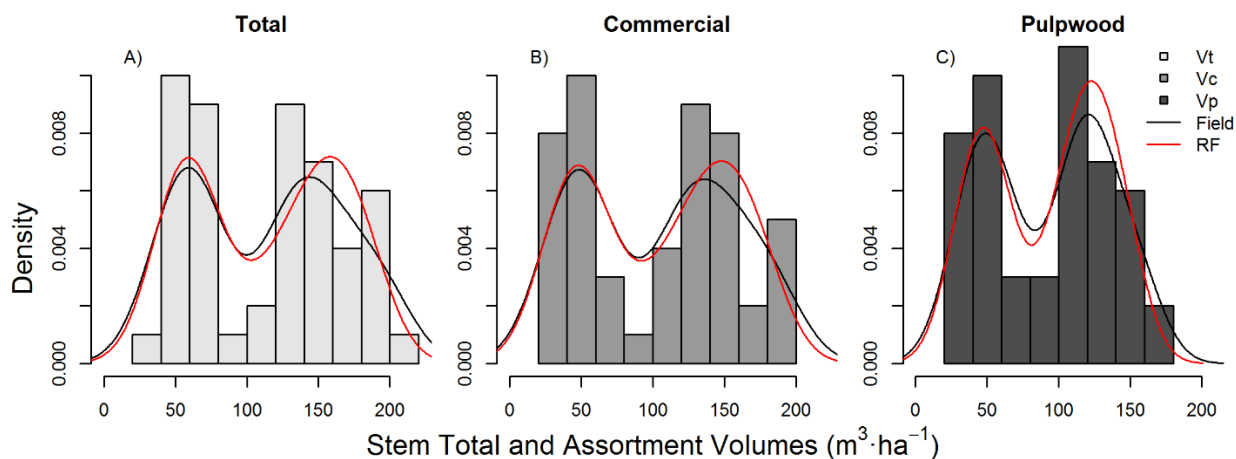 Total
Commercial
Pulpwood
A)
B)
C)
Vt
Vc
Vp
Field
RF
Density
0.008
0.004
0.000
0.008
0.004
0.000
0.008
0.004
0.000
0 50 100 150 200
0 50 100 150 200
0 50 100 150 200
Stem Total and Assortment Volumes (m³·ha⁻¹)